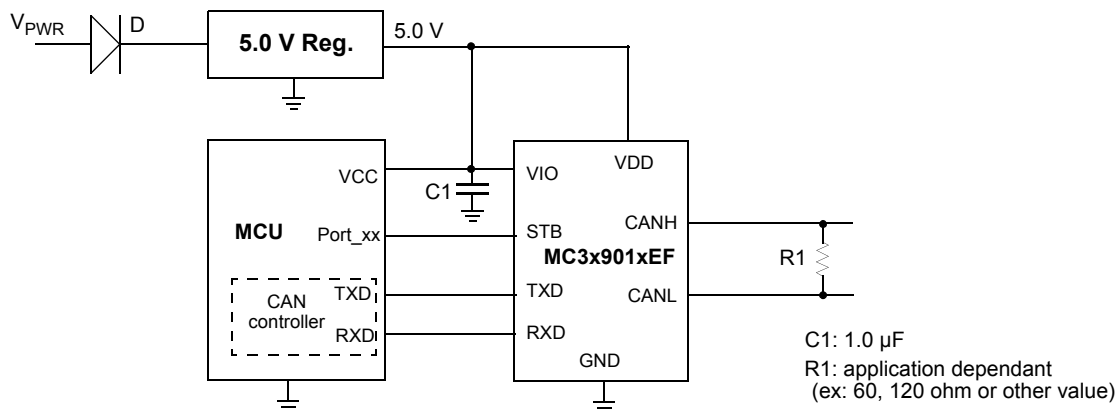 VPWR
D
5.0 V Reg.
5.0 V
VCC
C1
VIO
VDD
MCU
Port_xx
STB
CANH
MC3x901xEF
R1
CAN
controller
TXD
TXD
CANL
RXD
RXD
GND
C1: 1.0 µF
R1: application dependant
(ex: 60, 120 ohm or other value)